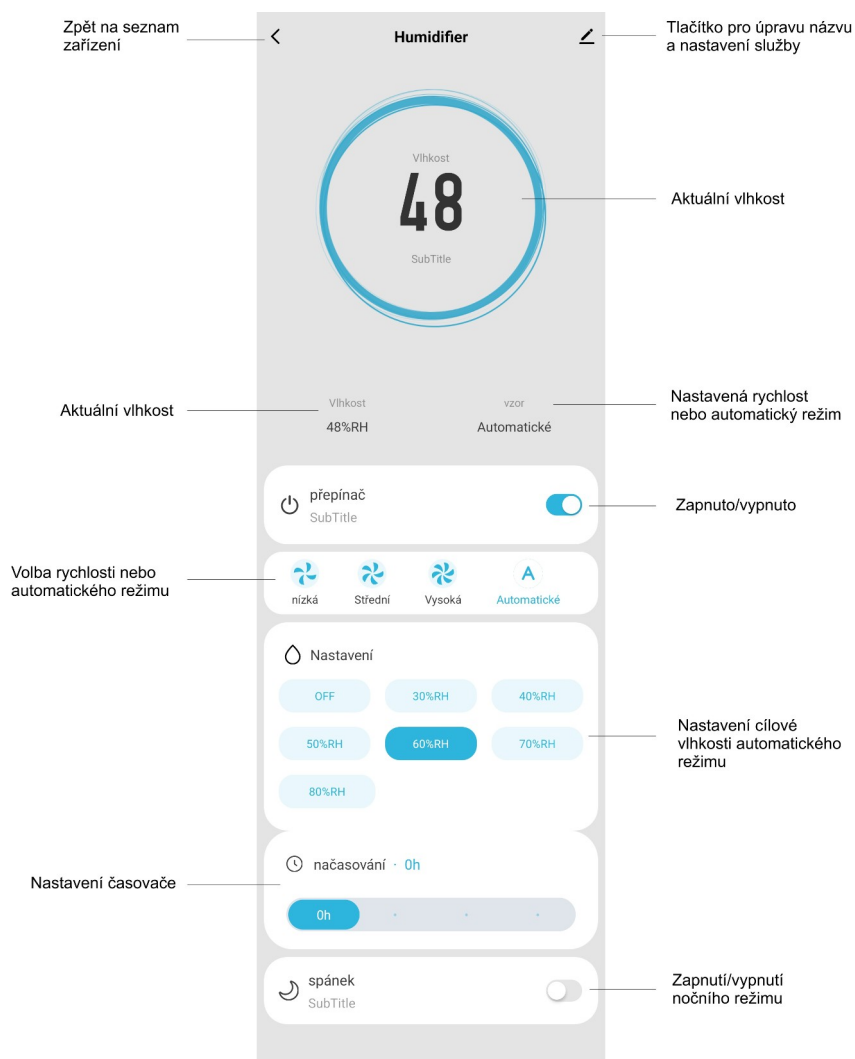 Zpět na seznam
zařízení
Humidifier
Tlačítko pro úpravu názvu
a nastavení služby
Vlhkost
48
SubTitle
Aktuální vlhkost
Aktuální vlhkost
Vlhkost
48%RH
vzor
Automatické
Nastavená rychlost
nebo automatický režim
přepínač
SubTitle
Zapnuto/vypnuto
Volba rychlosti nebo
automatického režimu
nízká
Střední
Vysoká
A
Automatické
Nastavení
OFF
30%RH
40%RH
50%RH
60%RH
70%RH
80%RH
Nastavení cílové
vlhkosti automatického
režimu
Nastavení časovače
načasování · 0h
0h
spánek
SubTitle
Zapnutí/vypnutí
nočního režimu